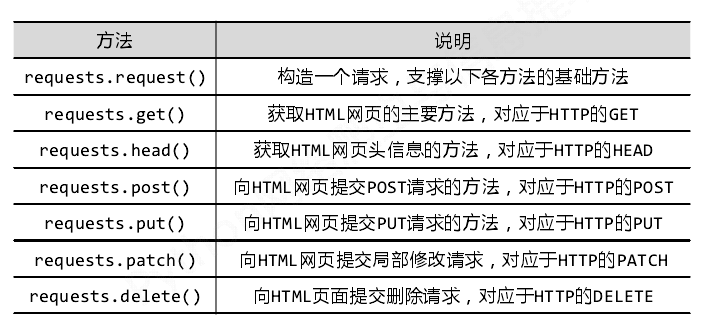 方法 说明
requests.request() 构造一个请求，支撑以下各方法的基础方法
requests.get() 获取HTML网页的主要方法，对应于HTTP的GET
requests.head() 获取HTML网页头信息的方法，对应于HTTP的HEAD
requests.post() 向HTML网页提交POST请求的方法，对应于HTTP的POST
requests.put() 向HTML网页提交PUT请求的方法，对应于HTTP的PUT
requests.patch() 向HTML网页提交局部修改请求，对应于HTTP的PATCH
requests.delete() 向HTML页面提交删除请求，对应于HTTP的DELETE